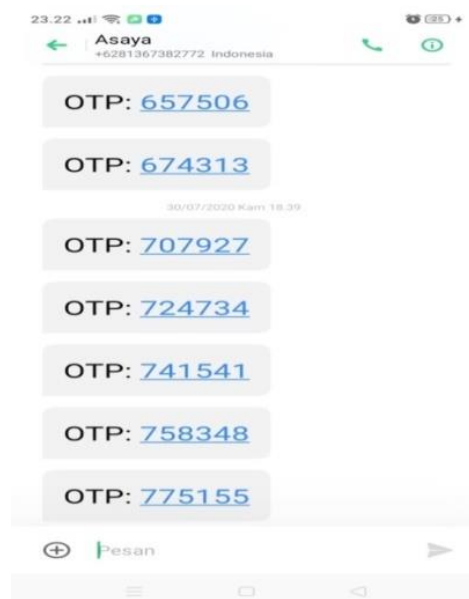 23.22
25
Asaya
+6281367382772 Indonesia
OTP: 657506
OTP: 674313
30/07/2020 Kam 18.39
OTP: 707927
OTP: 724734
OTP: 741541
OTP: 758348
OTP: 775155
Pesan